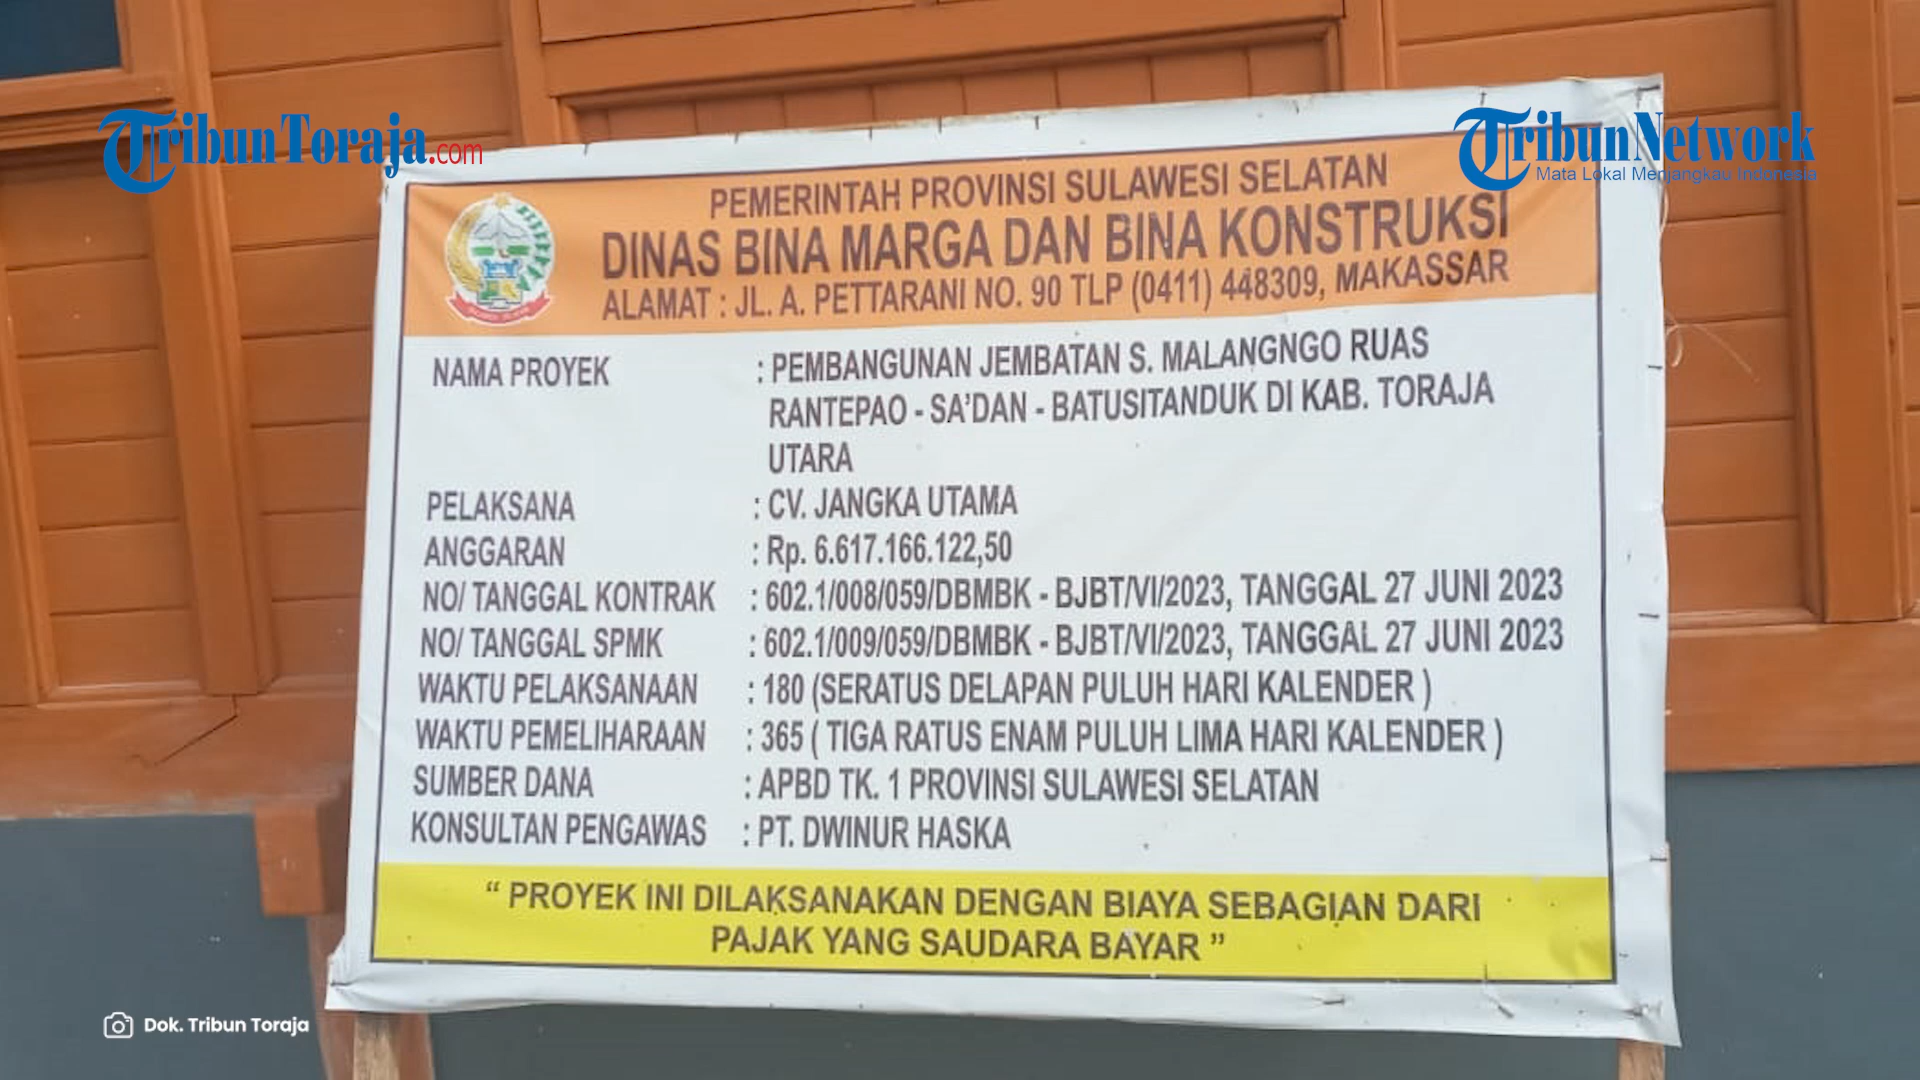 TribunToraja.com
TribunNetwork
Mata Lokal Menjangkau Indonesia
PEMERINTAH PROVINSI SULAWESI SELATAN
DINAS BINA MARGA DAN BINA KONSTRUKSI
ALAMAT : JL. A. PETTARANI NO. 90 TLP (0411) 448309, MAKASSAR
NAMA PROYEK : PEMBANGUNAN JEMBATAN S. MALANGNGO RUAS
RANTEPAO - SA'DAN - BATUSITANDUK DI KAB. TORAJA
UTARA
PELAKSANA : CV. JANGKA UTAMA
ANGGARAN : Rp. 6.617.166.122,50
NO/ TANGGAL KONTRAK : 602.1/008/059/DBMBK - BJBT/VI/2023, TANGGAL 27 JUNI 2023
NO/ TANGGAL SPMK : 602.1/009/059/DBMBK - BJBT/VI/2023, TANGGAL 27 JUNI 2023
WAKTU PELAKSANAAN : 180 (SERATUS DELAPAN PULUH HARI KALENDER )
WAKTU PEMELIHARAAN : 365 ( TIGA RATUS ENAM PULUH LIMA HARI KALENDER )
SUMBER DANA : APBD TK. 1 PROVINSI SULAWESI SELATAN
KONSULTAN PENGAWAS : PT. DWINUR HASKA
“ PROYEK INI DILAKSANAKAN DENGAN BIAYA SEBAGIAN DARI
PAJAK YANG SAUDARA BAYAR ”
Dok. Tribun Toraja